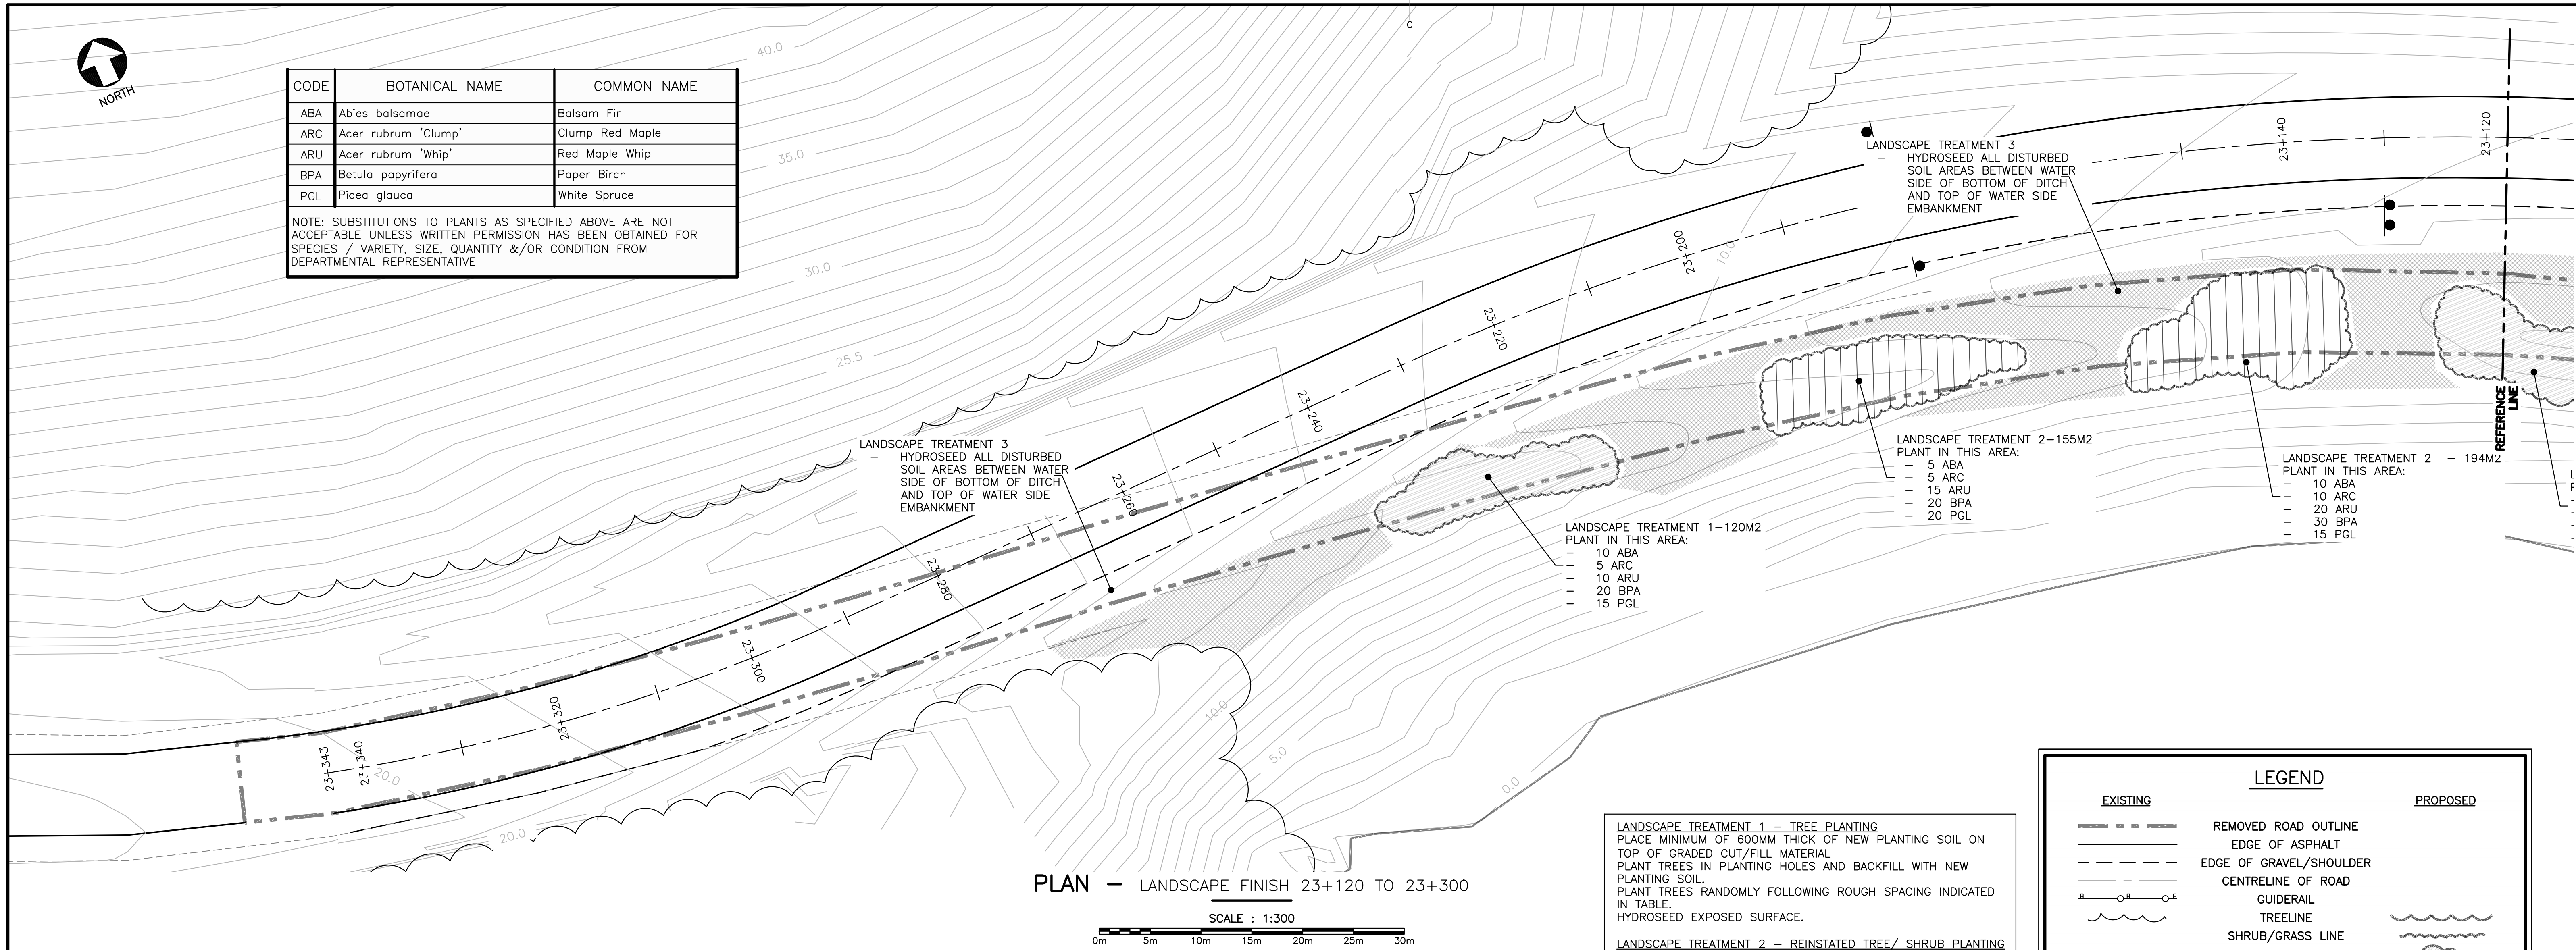 C
NORTH
CODE BOTANICAL NAME COMMON NAME
ABA Abies balsamae Balsam Fir
ARC Acer rubrum 'Clump' Clump Red Maple
ARU Acer rubrum 'Whip' Red Maple Whip
BPA Betula papyrifera Paper Birch
PGL Picea glauca White Spruce
NOTE: SUBSTITUTIONS TO PLANTS AS SPECIFIED ABOVE ARE NOT
ACCEPTABLE UNLESS WRITTEN PERMISSION HAS BEEN OBTAINED FOR
SPECIES / VARIETY, SIZE, QUANTITY &/OR CONDITION FROM
DEPARTMENTAL REPRESENTATIVE
40.0
35.0
30.0
25.5
10.0
LANDSCAPE TREATMENT 3
- HYDROSEED ALL DISTURBED
SOIL AREAS BETWEEN WATER
SIDE OF BOTTOM OF DITCH
AND TOP OF WATER SIDE
EMBANKMENT
23+120
23+140
23+200
23+220
23+240
23+260
23+280
23+300
23+320
23+340
23+343
REFERENCE
LINE
LANDSCAPE TREATMENT 3
- HYDROSEED ALL DISTURBED
SOIL AREAS BETWEEN WATER
SIDE OF BOTTOM OF DITCH
AND TOP OF WATER SIDE
EMBANKMENT
LANDSCAPE TREATMENT 1-120M2
PLANT IN THIS AREA:
- 10 ABA
- 5 ARC
- 10 ARU
- 20 BPA
- 15 PGL
LANDSCAPE TREATMENT 2-155M2
PLANT IN THIS AREA:
- 5 ABA
- 5 ARC
- 15 ARU
- 20 BPA
- 20 PGL
LANDSCAPE TREATMENT 2 - 194M2
PLANT IN THIS AREA:
- 10 ABA
- 10 ARC
- 20 ARU
- 30 BPA
- 15 PGL
20.0
20.0
10.0
5.0
0.0
PLAN - LANDSCAPE FINISH 23+120 TO 23+300
SCALE : 1:300
0m 5m 10m 15m 20m 25m 30m
LANDSCAPE TREATMENT 1 - TREE PLANTING
PLACE MINIMUM OF 600MM THICK OF NEW PLANTING SOIL ON
TOP OF GRADED CUT/FILL MATERIAL
PLANT TREES IN PLANTING HOLES AND BACKFILL WITH NEW
PLANTING SOIL.
PLANT TREES RANDOMLY FOLLOWING ROUGH SPACING INDICATED
IN TABLE.
HYDROSEED EXPOSED SURFACE.
LANDSCAPE TREATMENT 2 - REINSTATED TREE/ SHRUB PLANTING
LEGEND
EXISTING PROPOSED
REMOVED ROAD OUTLINE
EDGE OF ASPHALT
EDGE OF GRAVEL/SHOULDER
CENTRELINE OF ROAD
GUIDERAIL
TREELINE
SHRUB/GRASS LINE